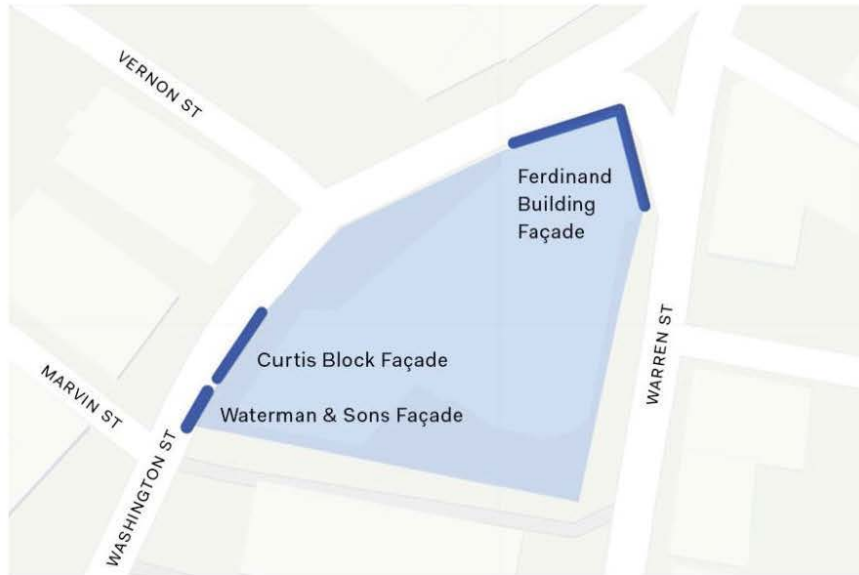 VERNON ST
Ferdinand
Building
Façade
WARREN ST
Curtis Block Façade
MARVIN ST
Waterman & Sons Façade
WASHINGTON ST